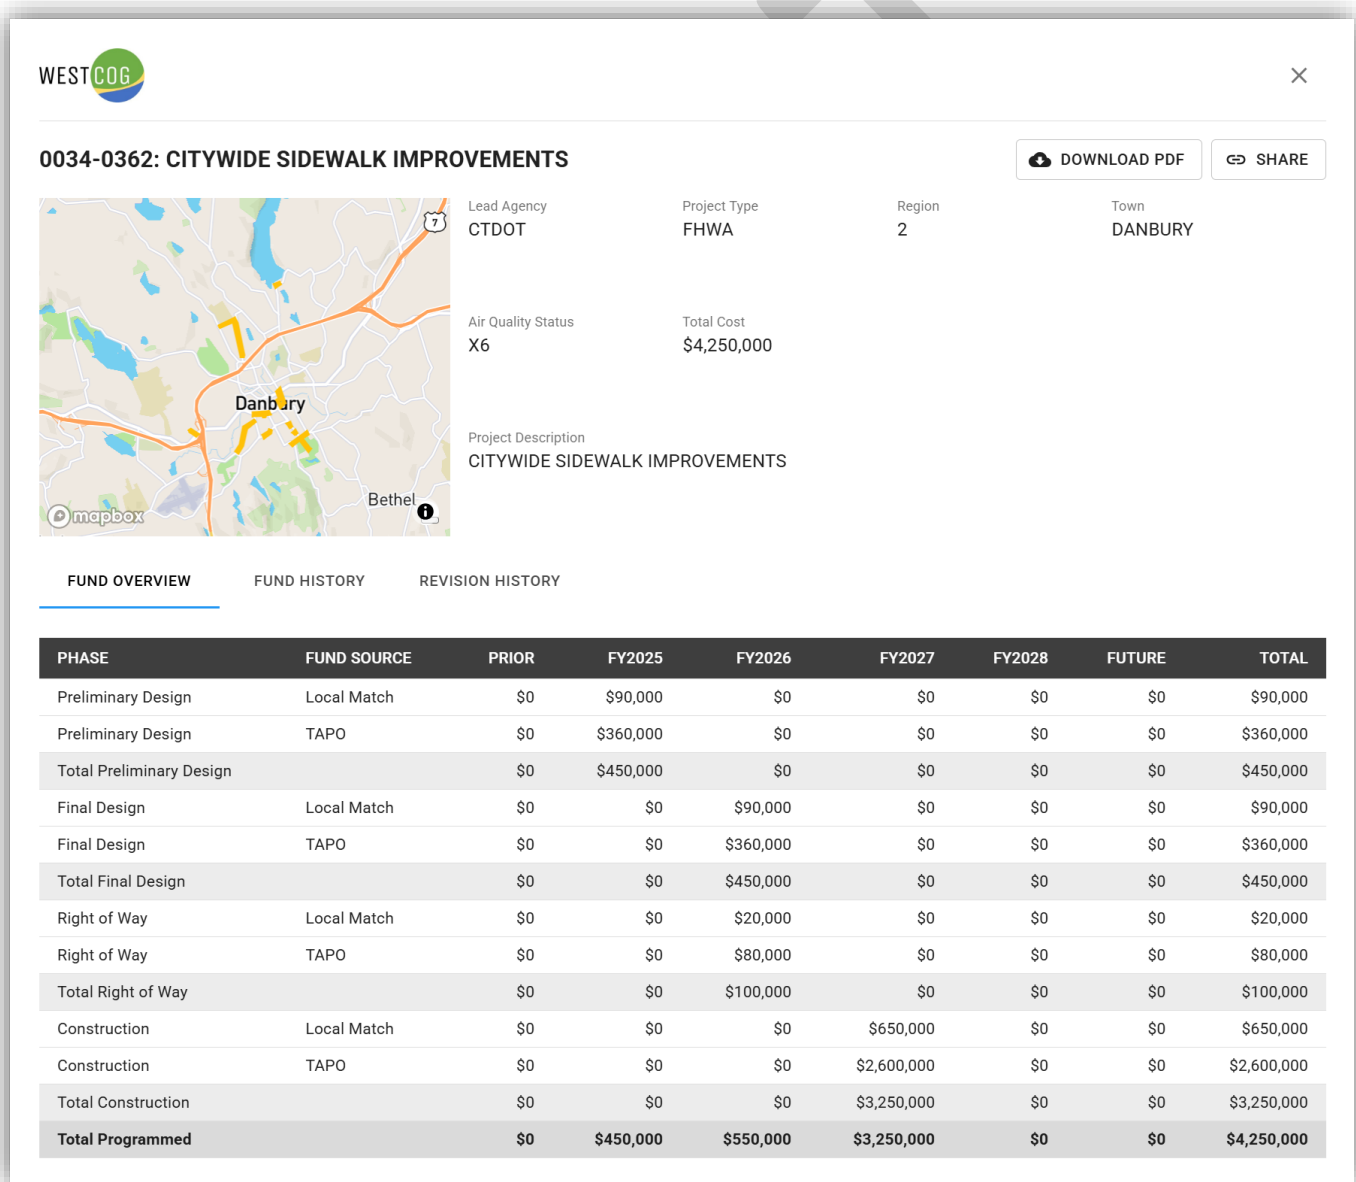 WESTCOG
0034-0362: CITYWIDE SIDEWALK IMPROVEMENTS
DOWNLOAD PDF
SHARE
7
Danbury
Bethel
mapbox
Lead Agency
CTDOT
Project Type
FHWA
Region
2
Town
DANBURY
Air Quality Status
X6
Total Cost
$4,250,000
Project Description
CITYWIDE SIDEWALK IMPROVEMENTS
FUND OVERVIEW FUND HISTORY REVISION HISTORY
PHASE FUND SOURCE PRIOR FY2025 FY2026 FY2027 FY2028 FUTURE TOTAL
Preliminary Design Local Match $0 $90,000 $0 $0 $0 $0 $90,000
Preliminary Design TAPO $0 $360,000 $0 $0 $0 $0 $360,000
Total Preliminary Design $0 $450,000 $0 $0 $0 $0 $450,000
Final Design Local Match $0 $0 $90,000 $0 $0 $0 $90,000
Final Design TAPO $0 $0 $360,000 $0 $0 $0 $360,000
Total Final Design $0 $0 $450,000 $0 $0 $0 $450,000
Right of Way Local Match $0 $0 $20,000 $0 $0 $0 $20,000
Right of Way TAPO $0 $0 $80,000 $0 $0 $0 $80,000
Total Right of Way $0 $0 $100,000 $0 $0 $0 $100,000
Construction Local Match $0 $0 $0 $650,000 $0 $0 $650,000
Construction TAPO $0 $0 $0 $2,600,000 $0 $0 $2,600,000
Total Construction $0 $0 $0 $3,250,000 $0 $0 $3,250,000
Total Programmed $0 $450,000 $550,000 $3,250,000 $0 $0 $4,250,000